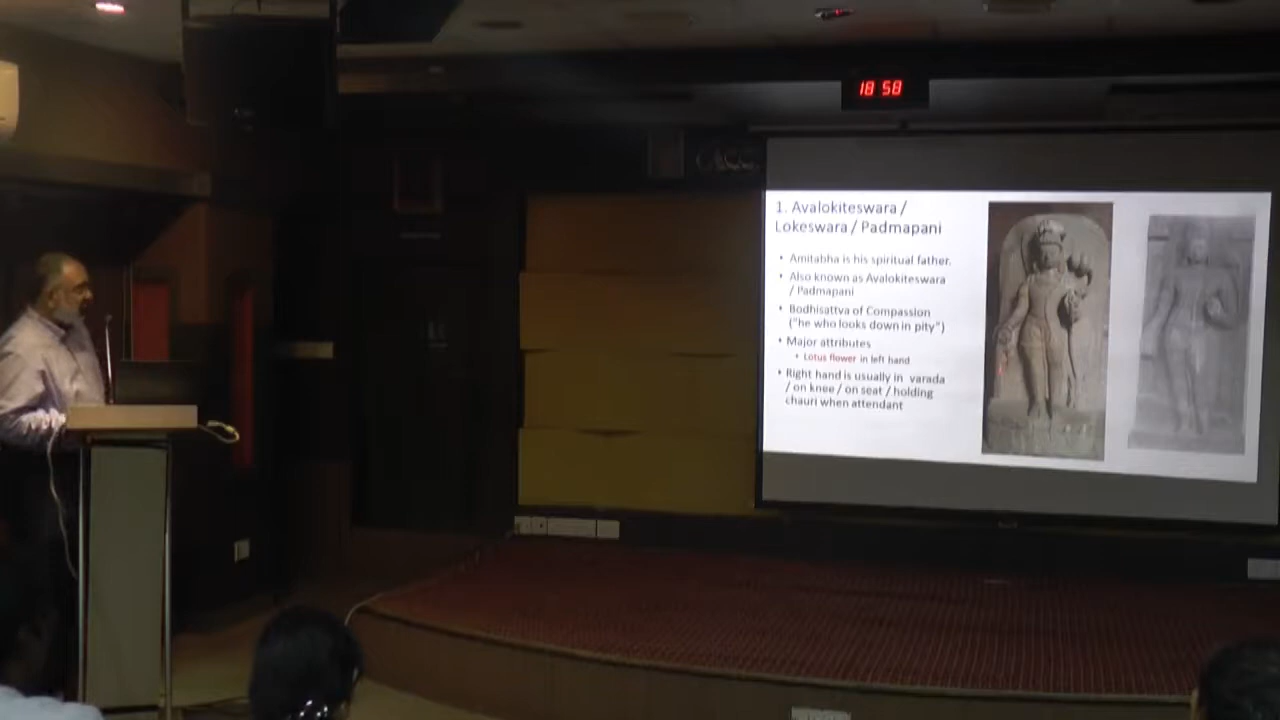 18 58
1. Avalokiteswara /
Lokeswara / Padmapani
• Amitabha is his spiritual father.
• Also known as Avalokiteswara
/ Padmapani
• Bodhisattva of Compassion
("he who looks down in pity")
• Major attributes
• Lotus flower in left hand
• Right hand is usually in varada
/ on knee / on seat / holding
chauri when attendant